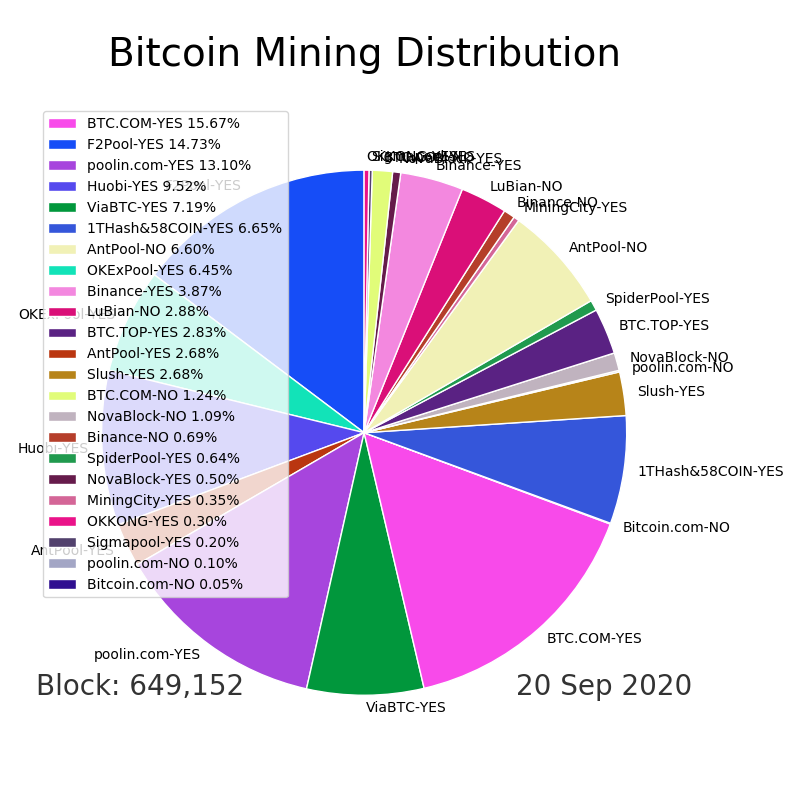 Bitcoin Mining Distribution
BTC.COM-YES 15.67%
F2Pool-YES 14.73%
poolin.com-YES 13.10%
Huobi-YES 9.52%
ViaBTC-YES 7.19%
1THash&58COIN-YES 6.65%
AntPool-NO 6.60%
OKExPool-YES 6.45%
Binance-YES 3.87%
LuBian-NO 2.88%
BTC.TOP-YES 2.83%
AntPool-YES 2.68%
Slush-YES 2.68%
BTC.COM-NO 1.24%
NovaBlock-NO 1.09%
Binance-NO 0.69%
SpiderPool-YES 0.64%
NovaBlock-YES 0.50%
MiningCity-YES 0.35%
OKKONG-YES 0.30%
Sigmapool-YES 0.20%
poolin.com-NO 0.10%
Bitcoin.com-NO 0.05%
NovaBlock-YES
Binance-YES
LuBian-NO
Binance-NO
MiningCity-YES
AntPool-NO
SpiderPool-YES
BTC.TOP-YES
NovaBlock-NO
poolin.com-NO
Slush-YES
1THash&58COIN-YES
Bitcoin.com-NO
BTC.COM-YES
ViaBTC-YES
poolin.com-YES
AntPool-YES
Huobi-YES
Block: 649,152
20 Sep 2020